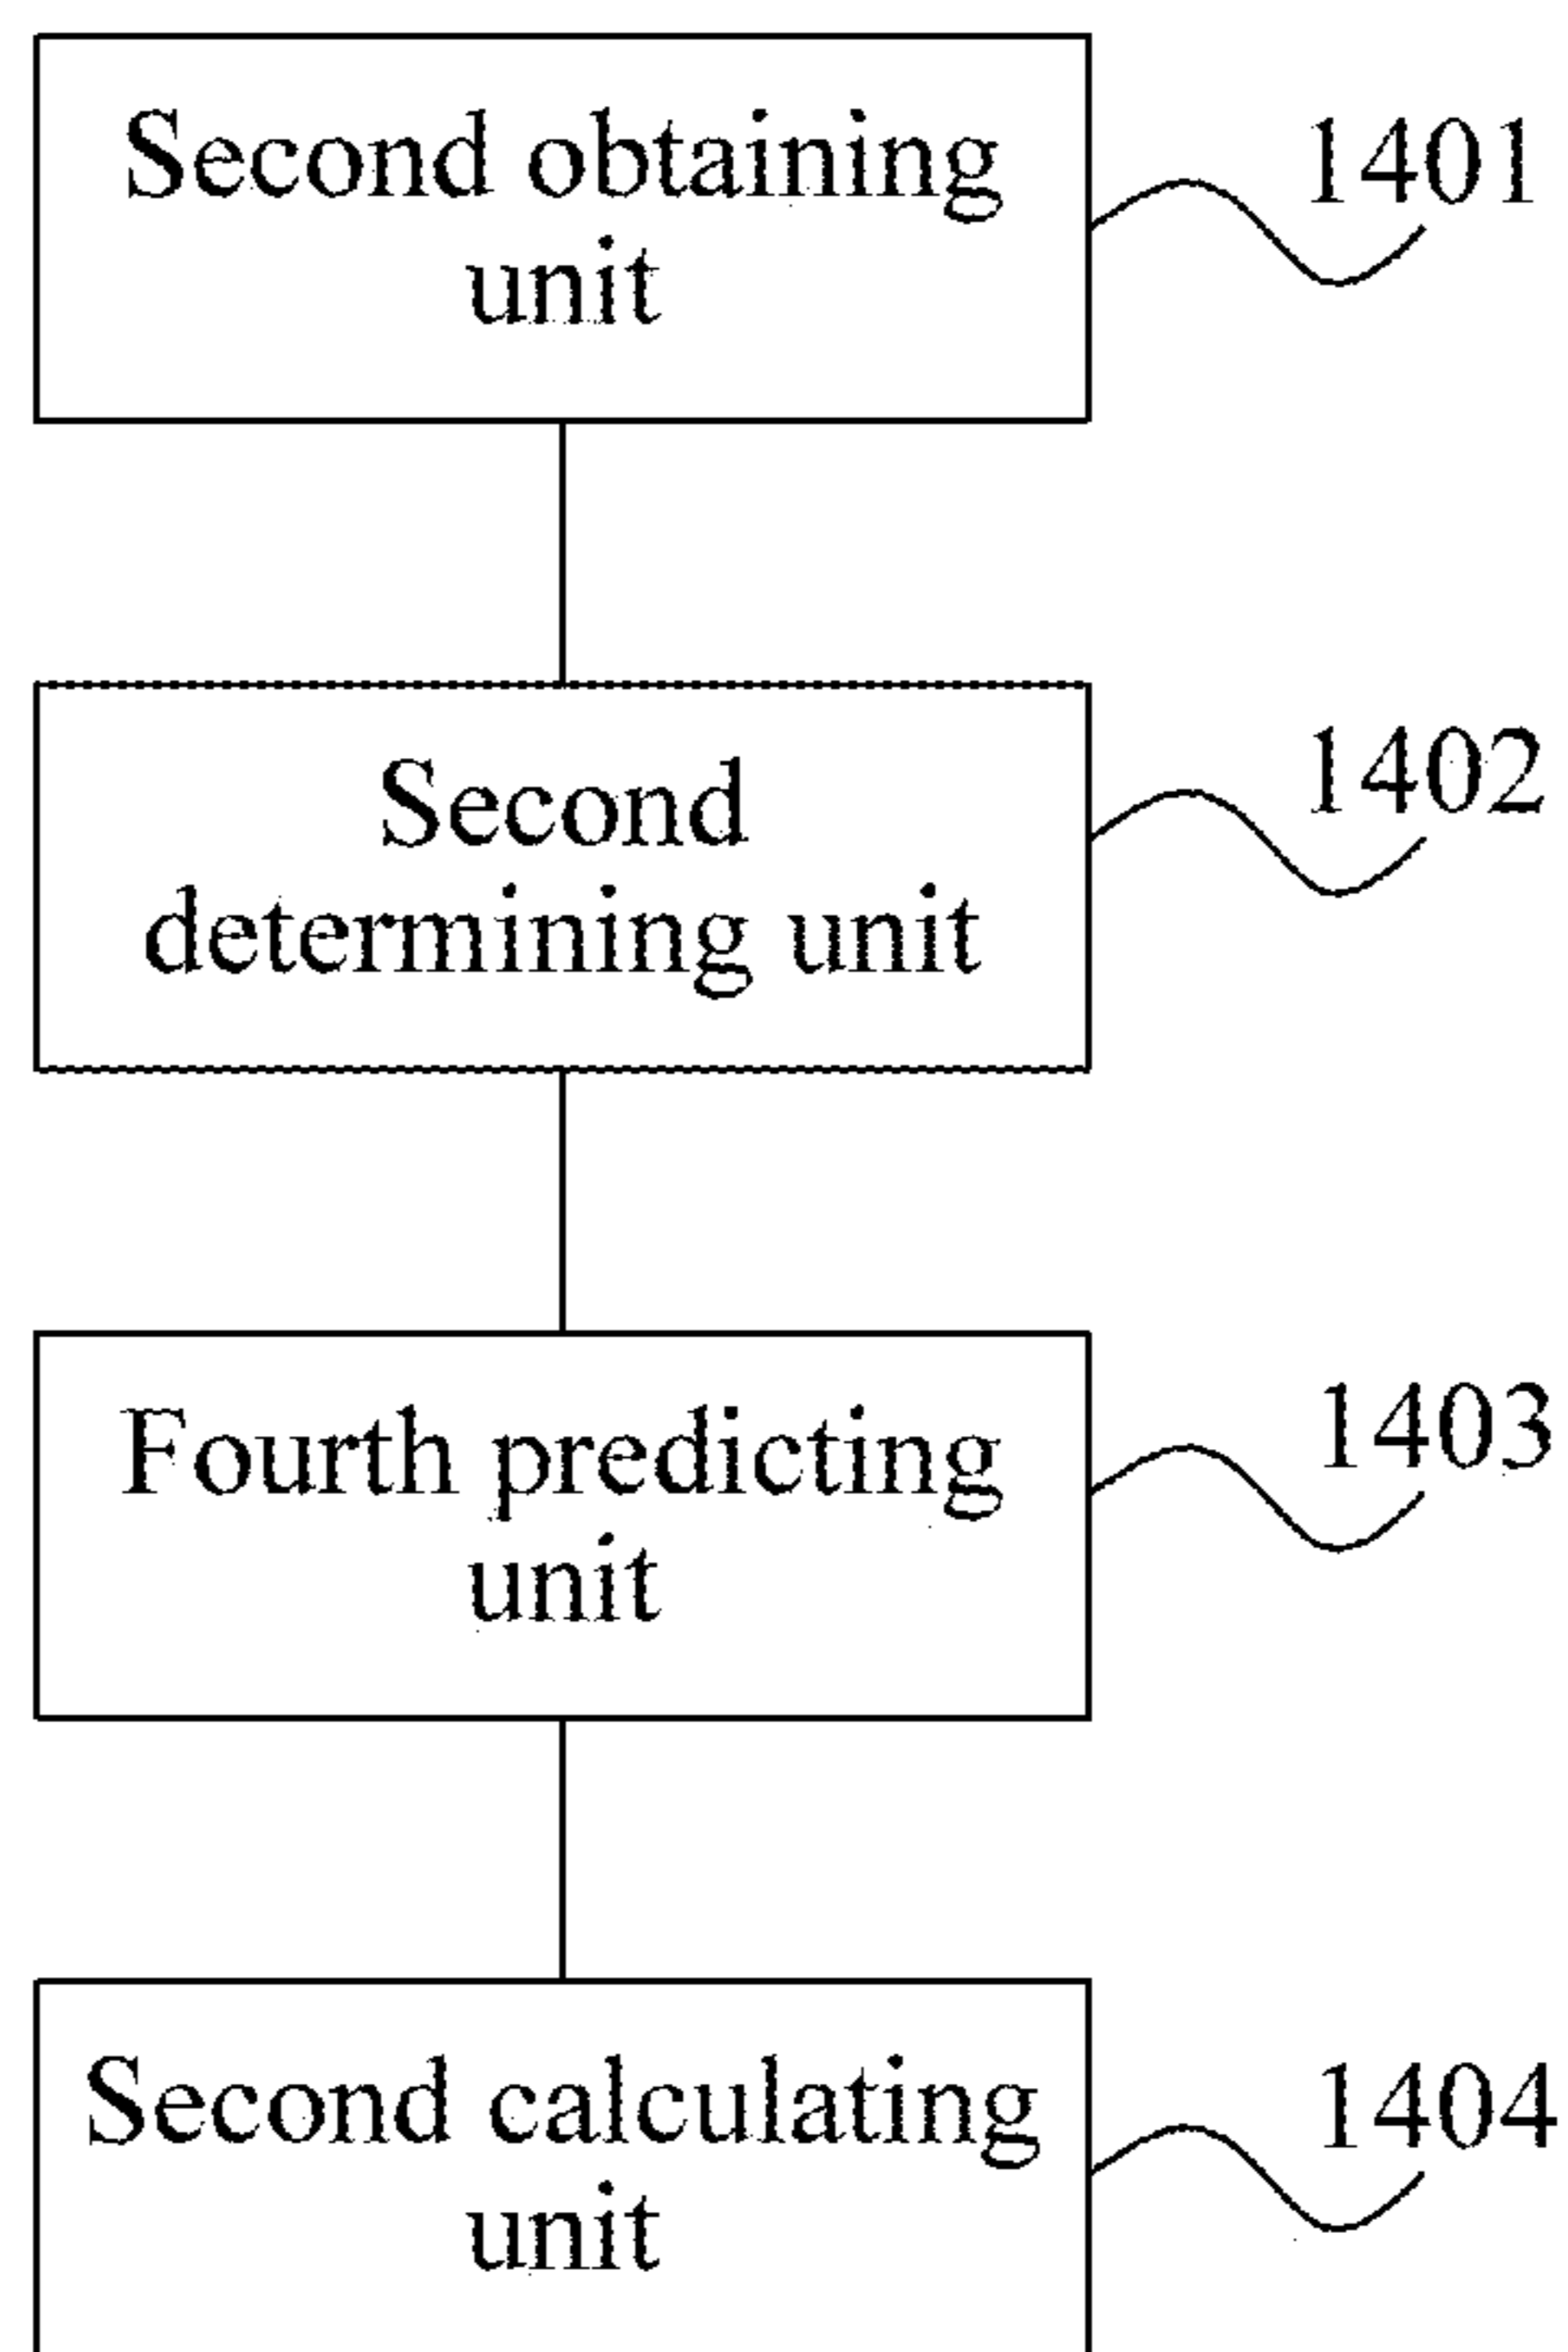 Second obtaining
unit
1401
Second
determining unit
1402
Fourth predicting
unit
1403
Second calculating
unit
1404